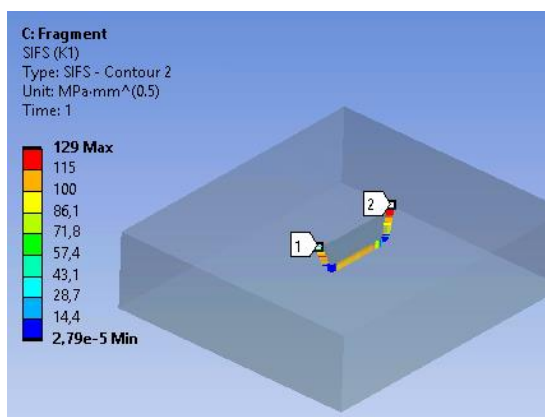 C: Fragment
SIFS (K1)
Type: SIFS - Contour 2
Unit: MPa·mm^(0.5)
Time: 1
129 Max
115
100
86,1
71,8
57,4
43,1
28,7
14,4
2,79e-5 Min
2
1